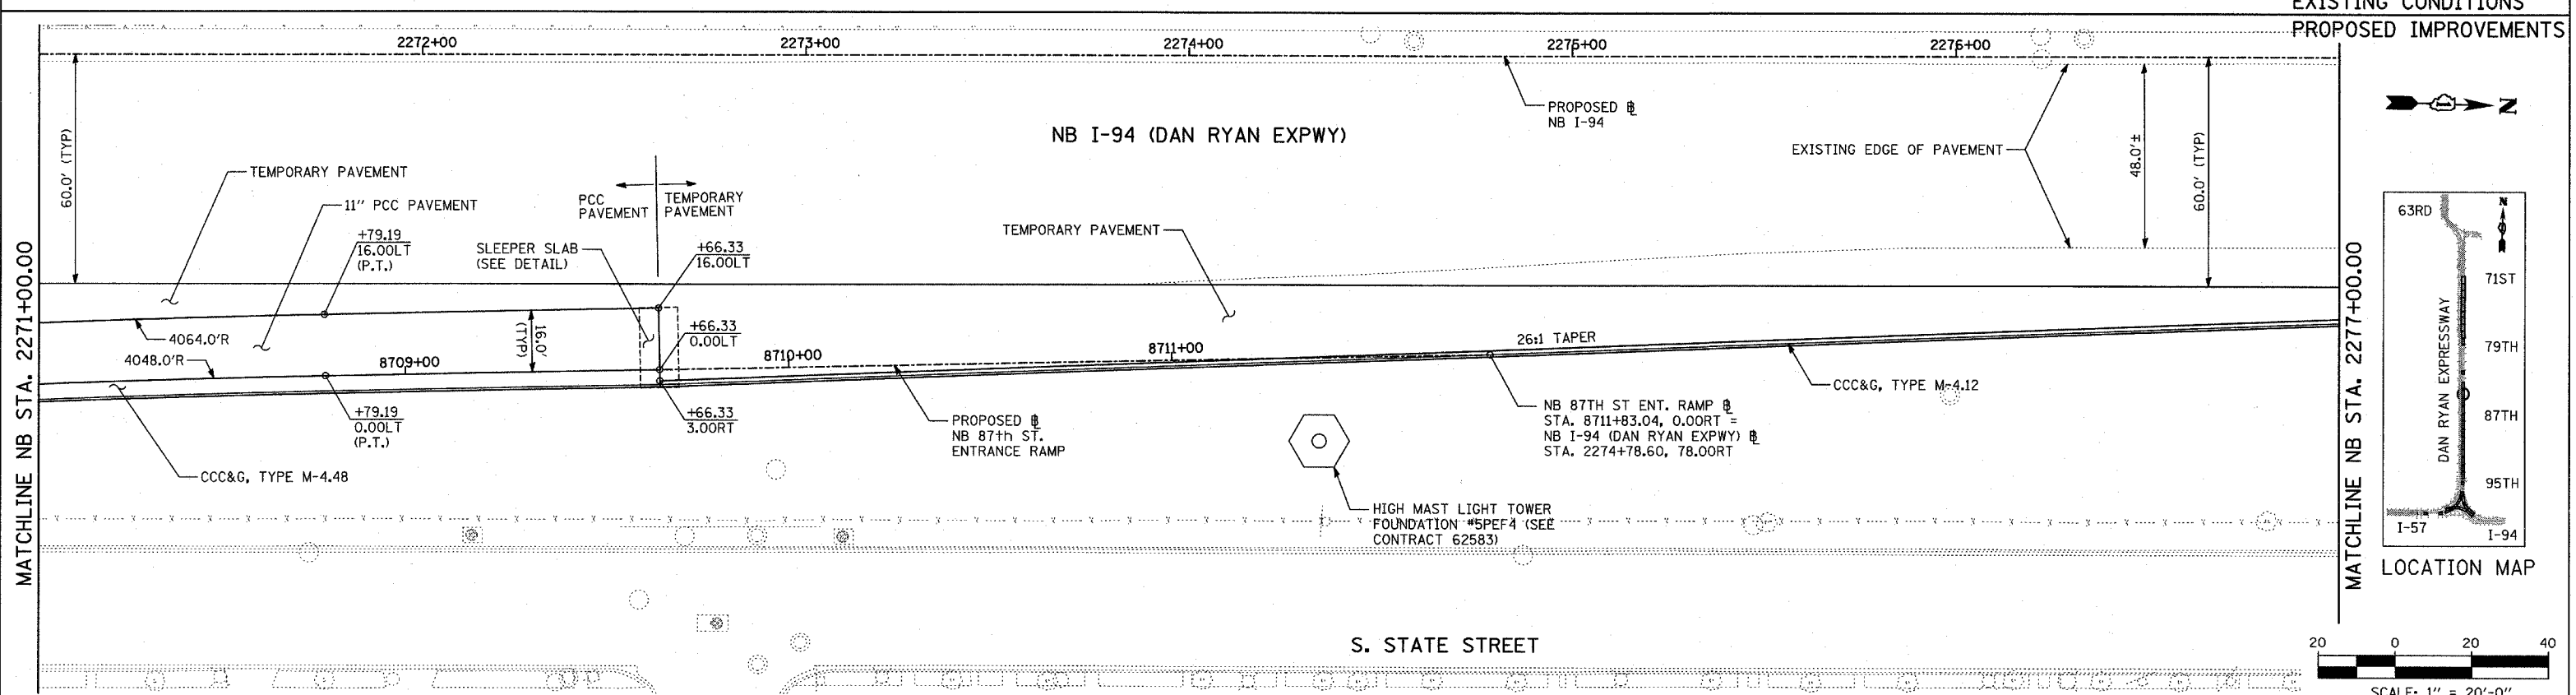 EXISTING CONDITIONS
PROPOSED IMPROVEMENTS
2272+00
2273+00
2274+00
2275+00
2276+00
60.0' (TYP)
TEMPORARY PAVEMENT
11" PCC PAVEMENT
+79.19
16.00LT
(P.T.)
PCC
PAVEMENT
TEMPORARY
PAVEMENT
SLEEPER SLAB
(SEE DETAIL)
+66.33
16.00LT
NB I-94 (DAN RYAN EXPWY)
PROPOSED ℄
NB I-94
EXISTING EDGE OF PAVEMENT
48.0'±
60.0' (TYP)
TEMPORARY PAVEMENT
MATCHLINE NB STA. 2271+00.00
4064.0'R
4048.0'R
8709+00
16.0'
(TYP)
+66.33
0.00LT
8710+00
8711+00
26:1 TAPER
+79.19
0.00LT
(P.T.)
+66.33
3.00RT
CCC&G, TYPE M-4.48
PROPOSED ℄
NB 87th ST.
ENTRANCE RAMP
CCC&G, TYPE M-4.12
NB 87TH ST ENT. RAMP ℄
STA. 8711+83.04, 0.00RT =
NB I-94 (DAN RYAN EXPWY) ℄
STA. 2274+78.60, 78.00RT
HIGH MAST LIGHT TOWER
FOUNDATION #5PEF4 (SEE
CONTRACT 62583)
S. STATE STREET
MATCHLINE NB STA. 2277+00.00
N
N
63RD
71ST
79TH
87TH
95TH
DAN RYAN EXPRESSWAY
I-57
I-94
LOCATION MAP
20 0 20 40
SCALE: 1" = 20'-0"